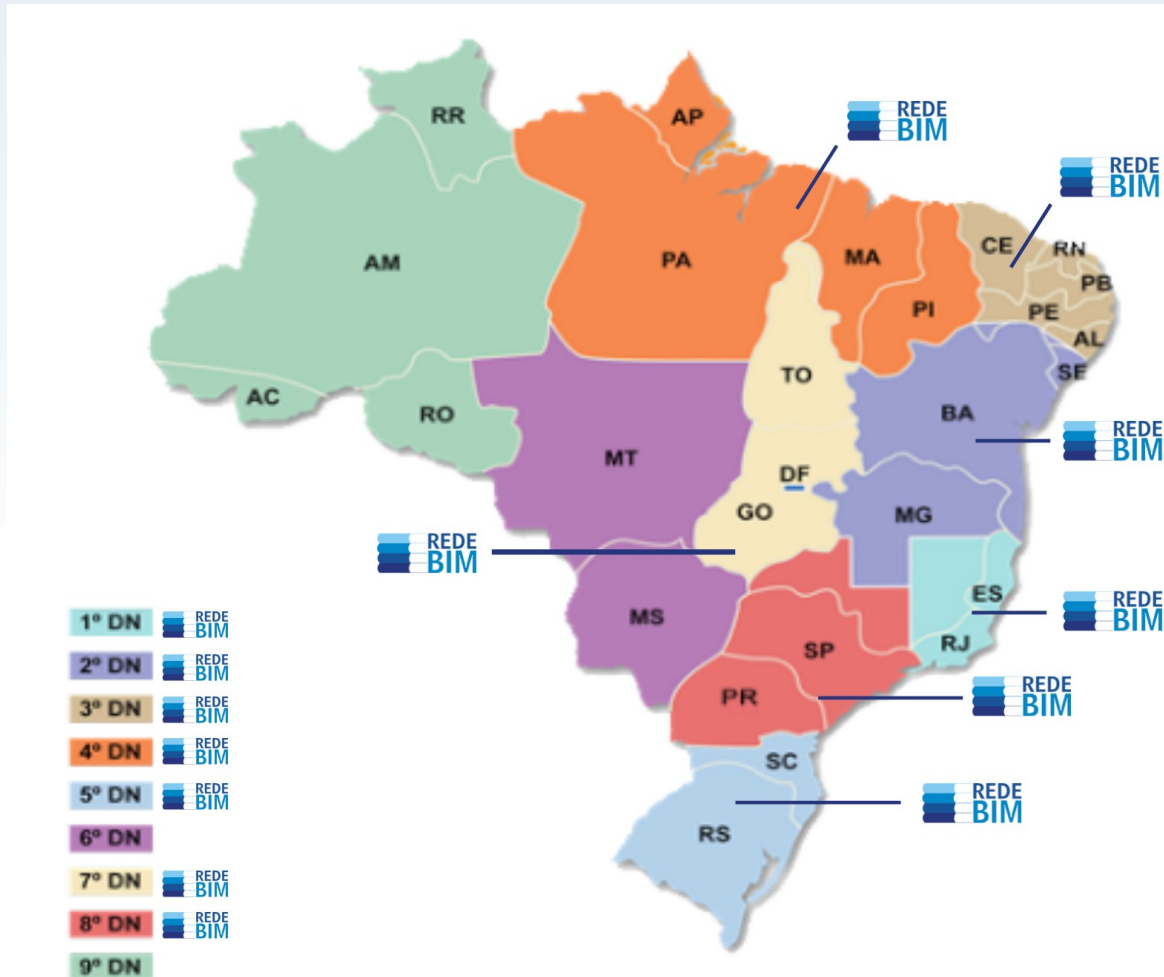 RR
AP
REDE
BIM
REDE
BIM
AM
PA
MA
CE
RN
PB
PI
PE
AL
TO
SE
AC
RO
BA
REDE
BIM
MT
DF
GO
MG
REDE
BIM
MS
ES
REDE
BIM
RJ
SP
PR
REDE
BIM
SC
REDE
BIM
RS
1º DN REDE
BIM
2º DN REDE
BIM
3º DN REDE
BIM
4º DN REDE
BIM
5º DN REDE
BIM
6º DN
7º DN REDE
BIM
8º DN REDE
BIM
9º DN